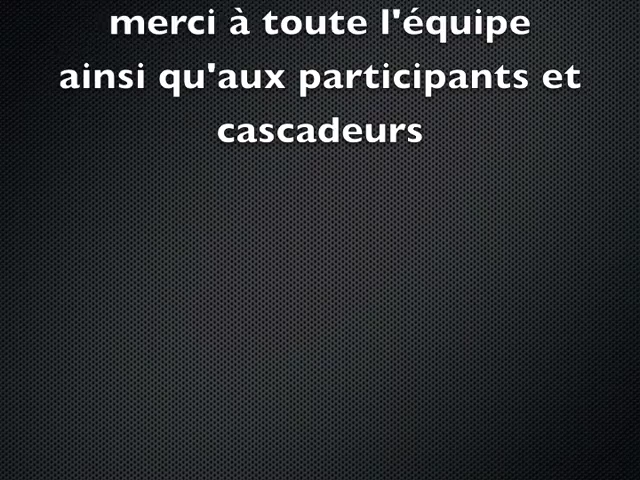 merci à toute l'équipe
ainsi qu'aux participants et
cascadeurs